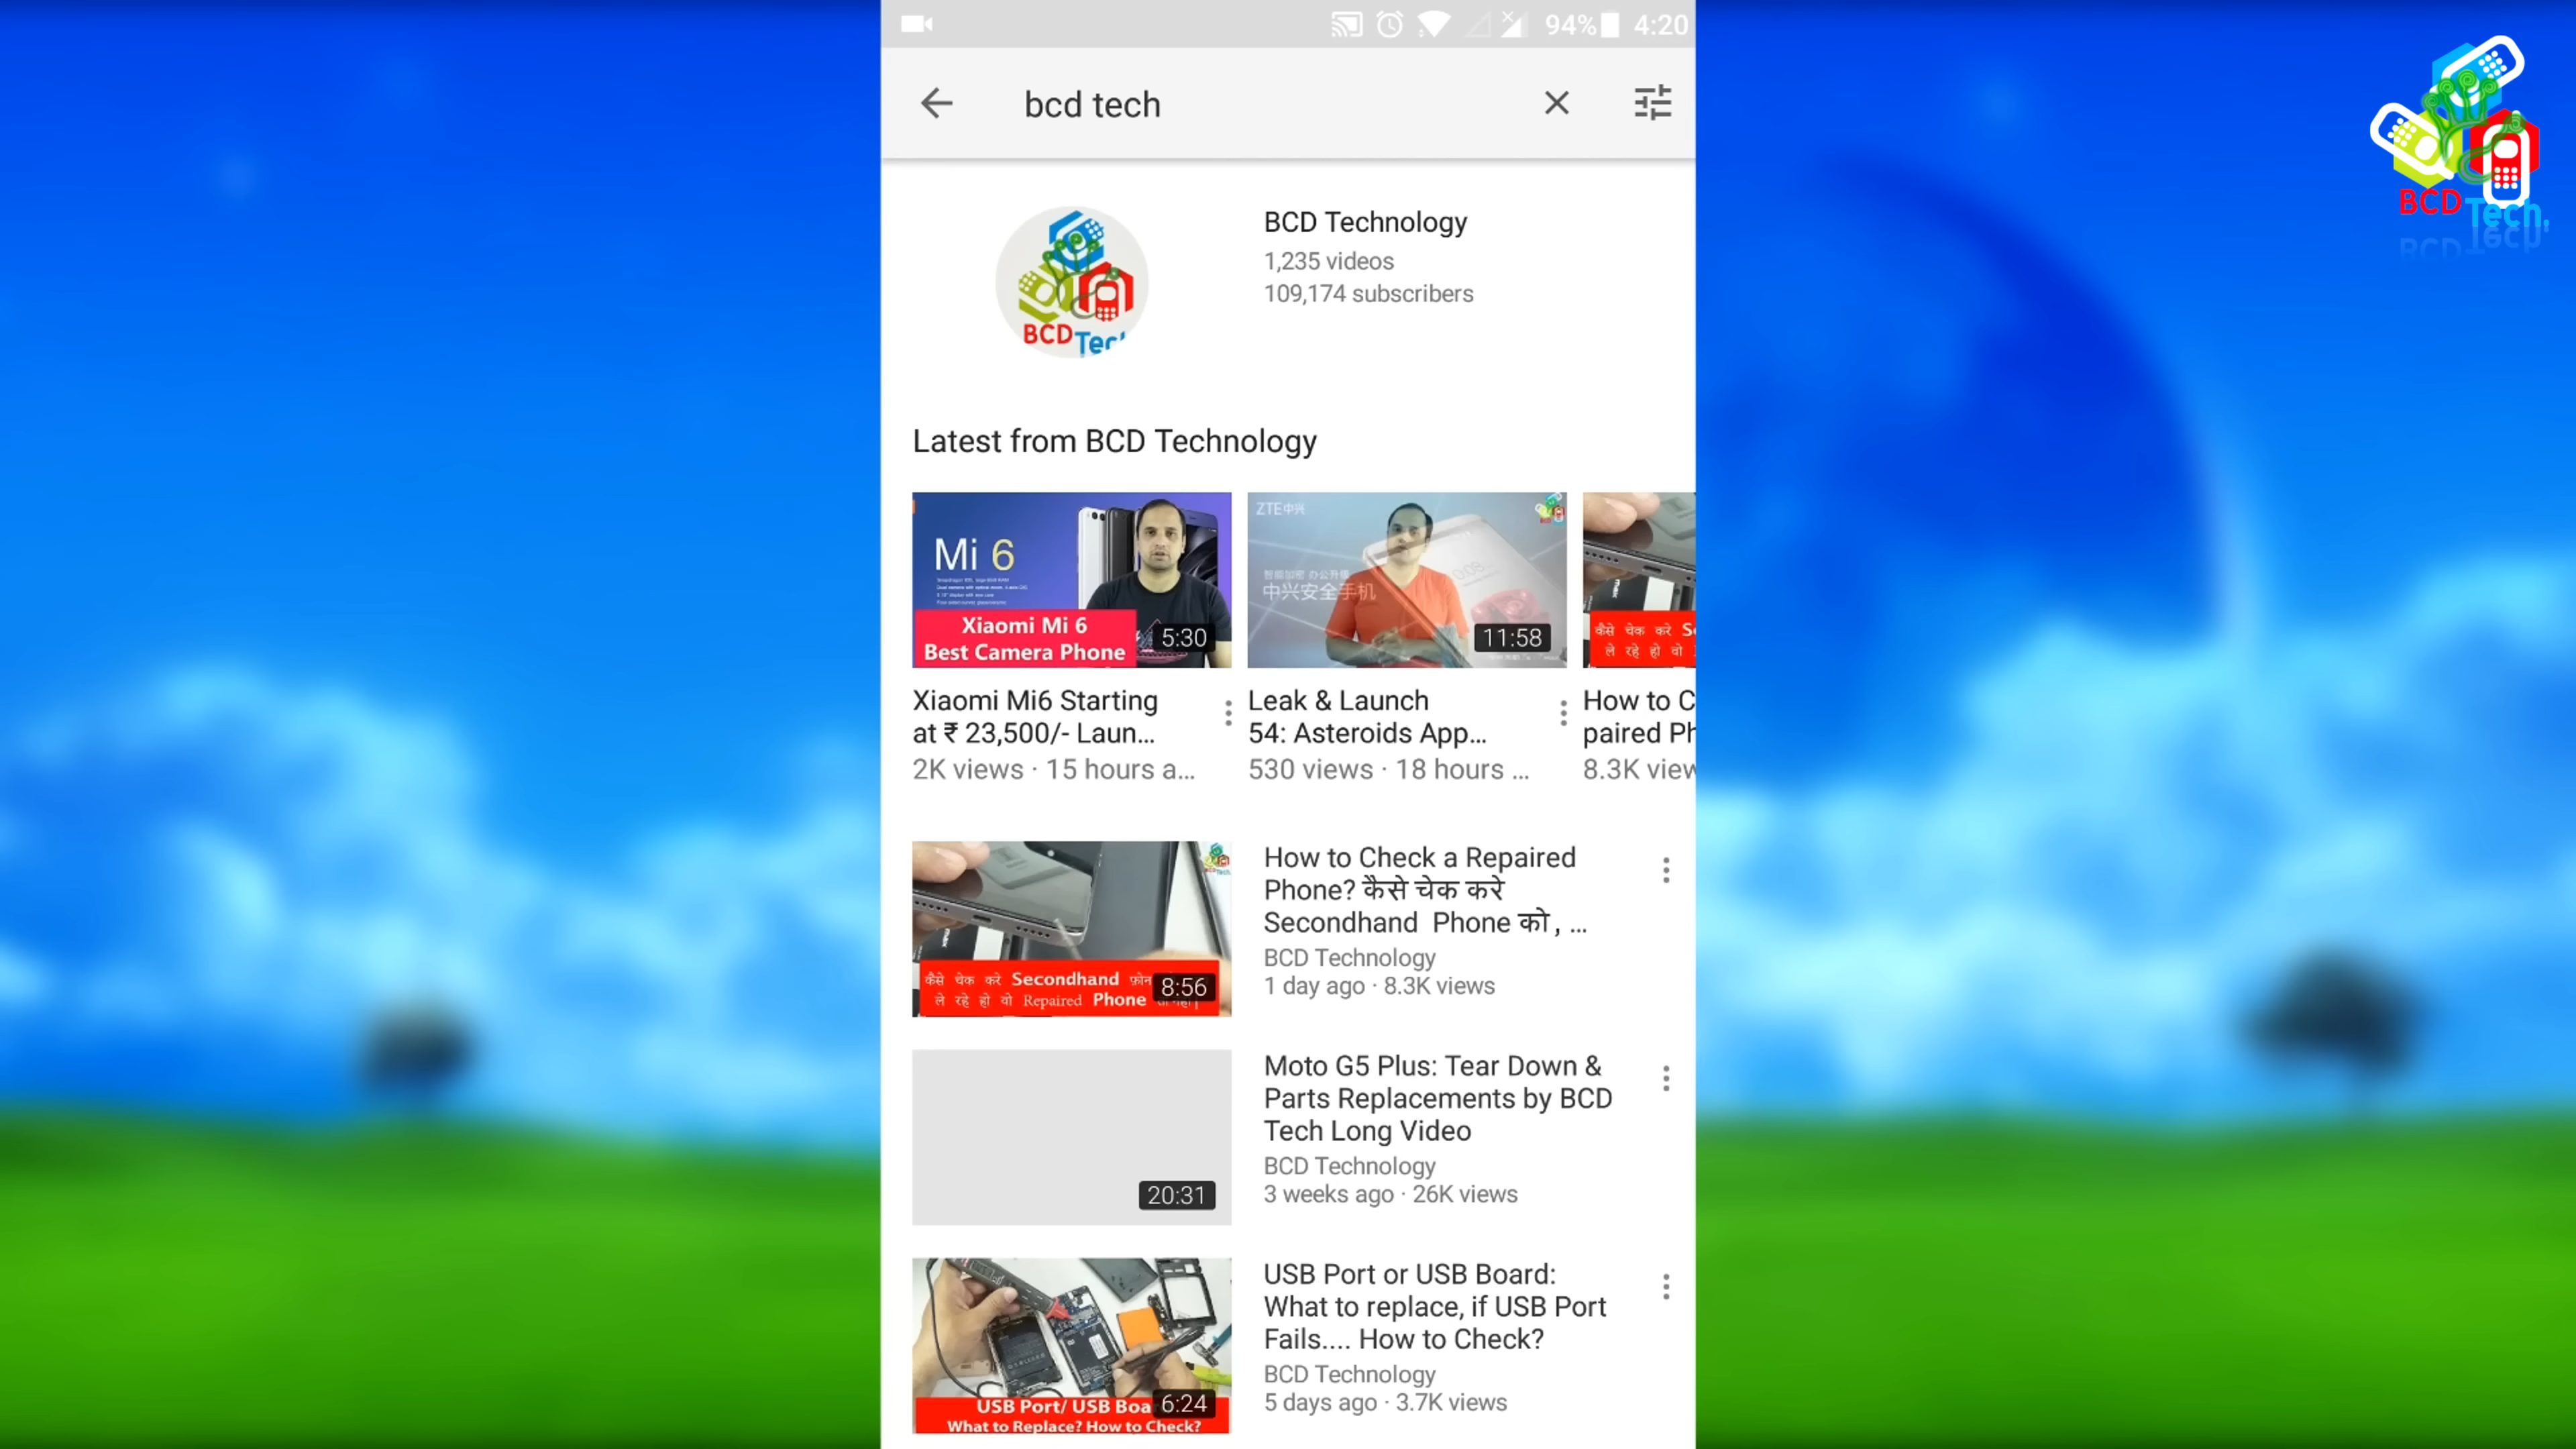 94% 4:20
bcd tech
BCD Tech.
BCD Technology
1,235 videos
109,174 subscribers
BCD Tec
Latest from BCD Technology
Mi 6
Xiaomi Mi 6
Best Camera Phone
5:30
ZTE中兴
中兴安全手机
11:58
कैसे चेक करे
ले रहे हो वो
Xiaomi Mi6 Starting
at ₹ 23,500/- Laun...
2K views · 15 hours a...
Leak & Launch
54: Asteroids App...
530 views · 18 hours ...
How to C
paired Ph
8.3K view
कैसे चेक करे Secondhand फ़ोन
ले रहे हो वो Repaired Phone
8:56
How to Check a Repaired
Phone? कैसे चेक करे
Secondhand Phone को , ...
BCD Technology
1 day ago · 8.3K views
20:31
Moto G5 Plus: Tear Down &
Parts Replacements by BCD
Tech Long Video
BCD Technology
3 weeks ago · 26K views
USB Port/ USB Boa
What to Replace? How to Check?
6:24
USB Port or USB Board:
What to replace, if USB Port
Fails.... How to Check?
BCD Technology
5 days ago · 3.7K views